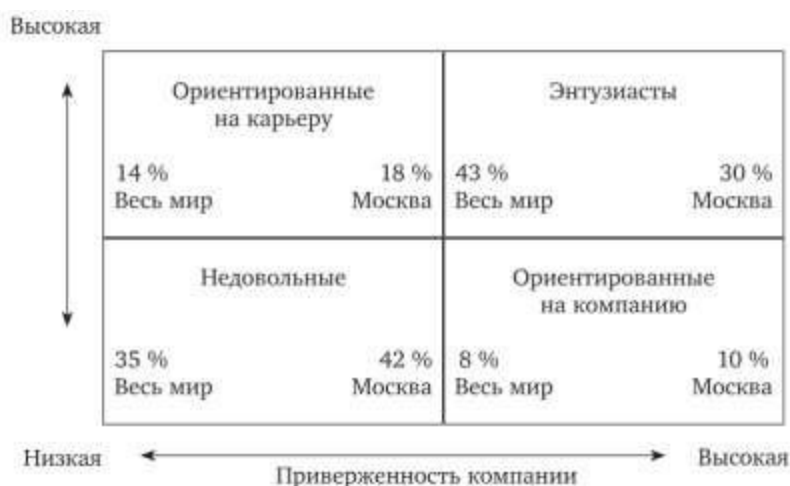 Высокая
Ориентированные
на карьеру
14 % 18 %
Весь мир Москва
Энтузиасты
43 % 30 %
Весь мир Москва
Недовольные
35 % 42 %
Весь мир Москва
Ориентированные
на компанию
8 % 10 %
Весь мир Москва
Низкая Высокая
Приверженность компании